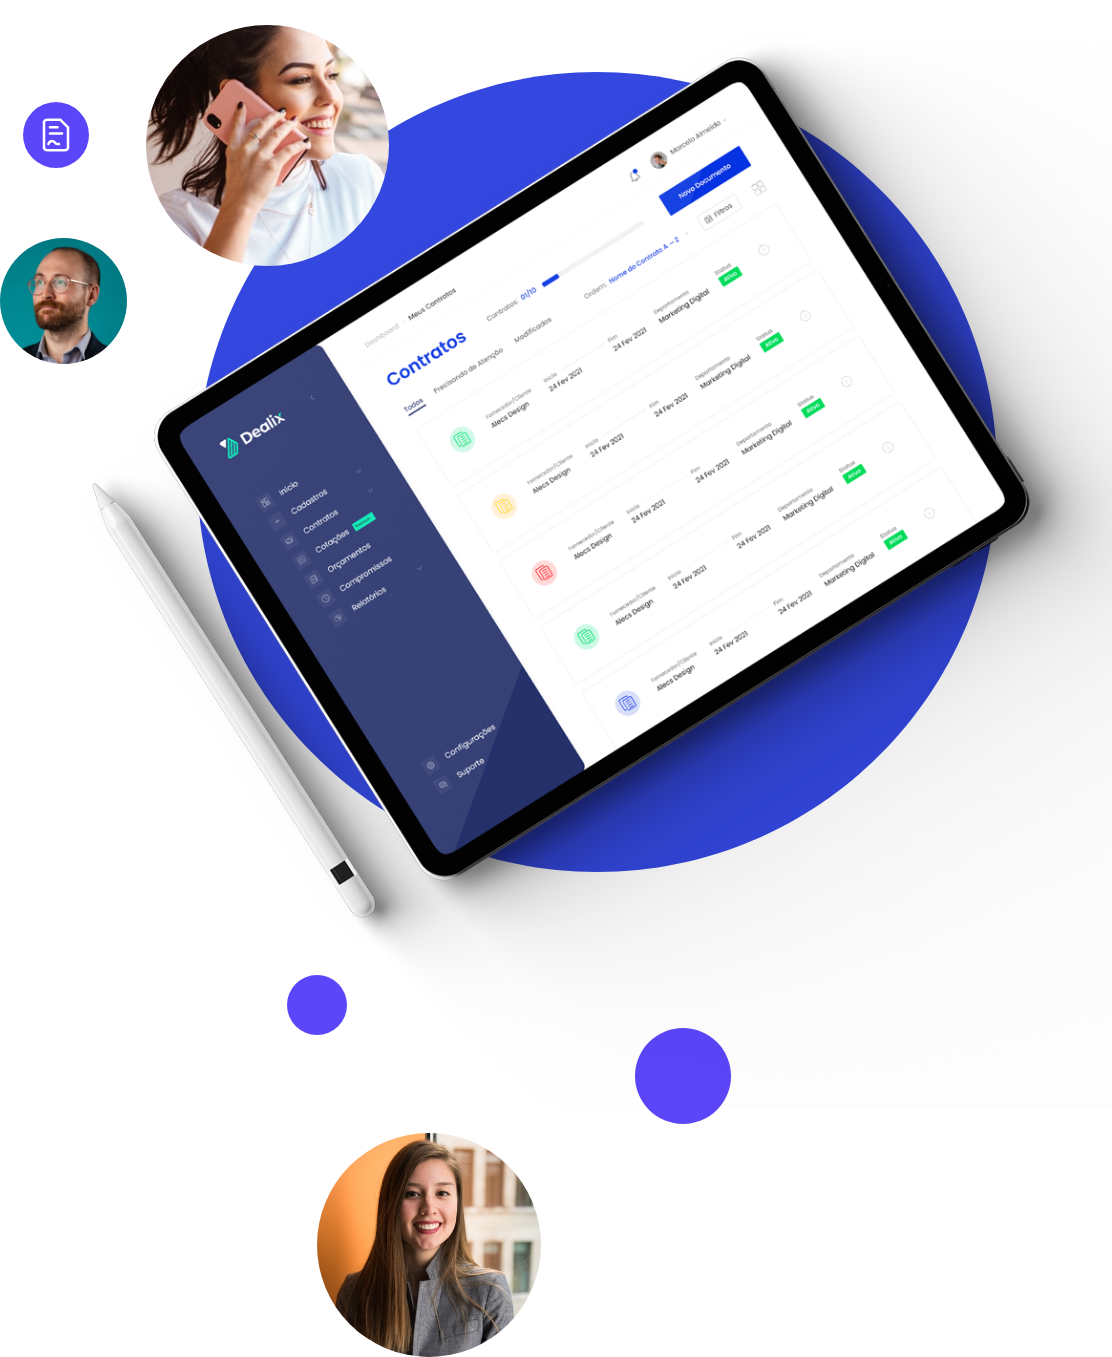 Marcelo Almeida
Novo Documento
Dashboard
Meus Contratos
Contratos
Contratos: 01/10
Filtros
Ordem: Nome do Contrato A — Z
Todos
Precisando de Atenção
Modificados
Dealix
Início
Cadastros
Contratos
Cotações
Orçamentos
Compromissos
Relatórios
Configurações
Suporte
Fornecedor/Cliente
Alecs Design
Início
24 Fev 2021
Fim
24 Fev 2021
Departamento
Marketing Digital
Status
Ativo
Fornecedor/Cliente
Alecs Design
Início
24 Fev 2021
Fim
24 Fev 2021
Departamento
Marketing Digital
Status
Ativo
Fornecedor/Cliente
Alecs Design
Início
24 Fev 2021
Fim
24 Fev 2021
Departamento
Marketing Digital
Status
Ativo
Fornecedor/Cliente
Alecs Design
Início
24 Fev 2021
Fim
24 Fev 2021
Departamento
Marketing Digital
Status
Ativo
Fornecedor/Cliente
Alecs Design
Início
24 Fev 2021
Fim
24 Fev 2021
Departamento
Marketing Digital
Status
Ativo